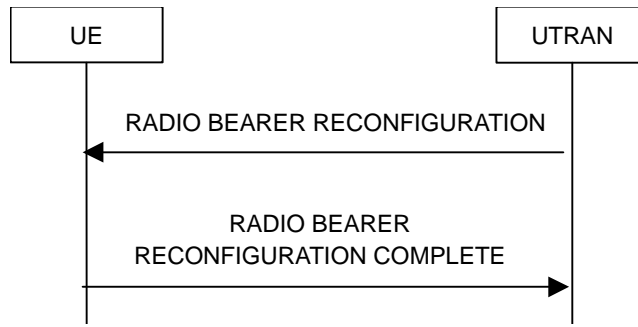 UE
UTRAN
RADIO BEARER RECONFIGURATION
RADIO BEARER
RECONFIGURATION COMPLETE